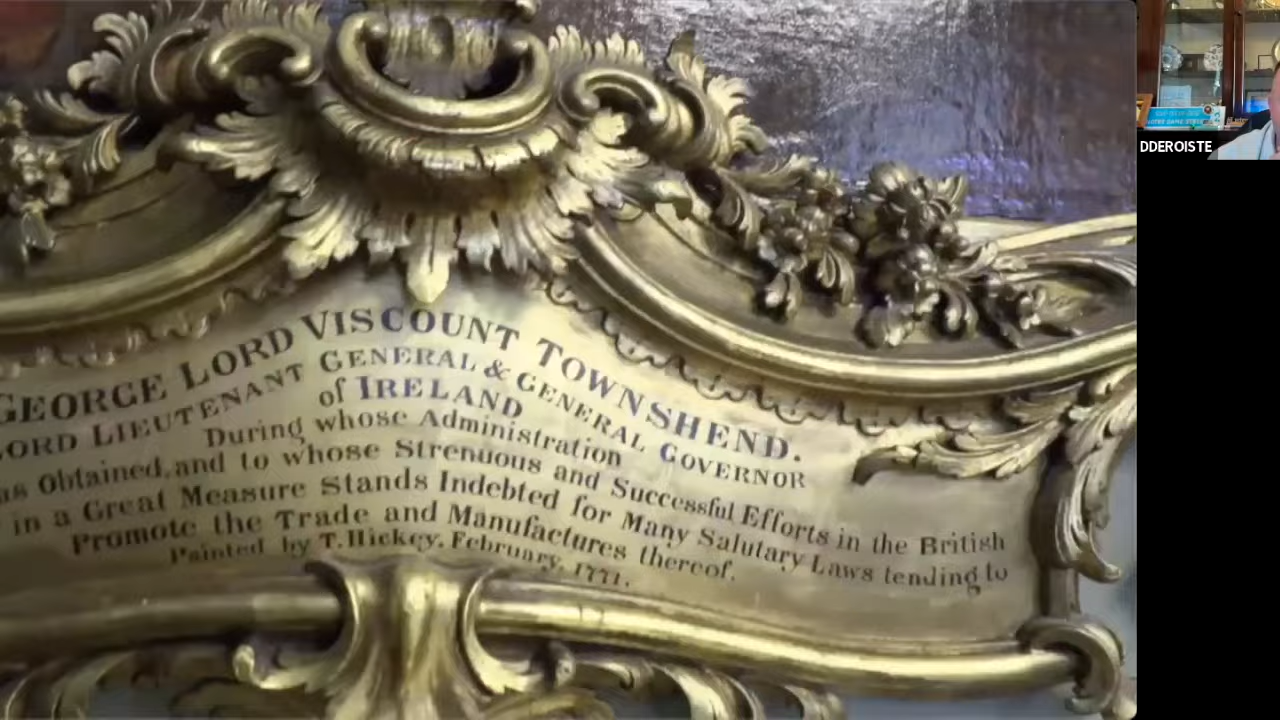 GEORGE LORD VISCOUNT TOWNSHEND.
LORD LIEUTENANT GENERAL & GENERAL GOVERNOR
of IRELAND
During whose Administration
as Obtained, and to whose Strenuous and Successful Efforts in the British
in a Great Measure Stands Indebted for Many Salutary Laws tending to
Promote the Trade and Manufactures thereof.
Painted by T. Hickey, February, 1771.
DDEROISTE